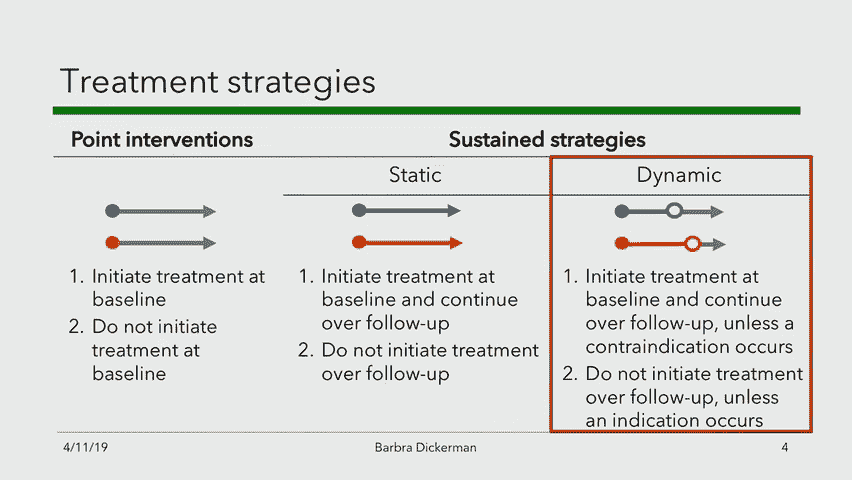 Treatment strategies
Point interventions
Sustained strategies
Static
Dynamic
1. Initiate treatment at
baseline
2. Do not initiate
treatment at
baseline
1. Initiate treatment at
baseline and continue
over follow-up
2. Do not initiate treatment
over follow-up
1. Initiate treatment at
baseline and continue
over follow-up, unless a
contraindication occurs
2. Do not initiate treatment
over follow-up, unless
an indication occurs
4/11/19
Barbra Dickerman
4